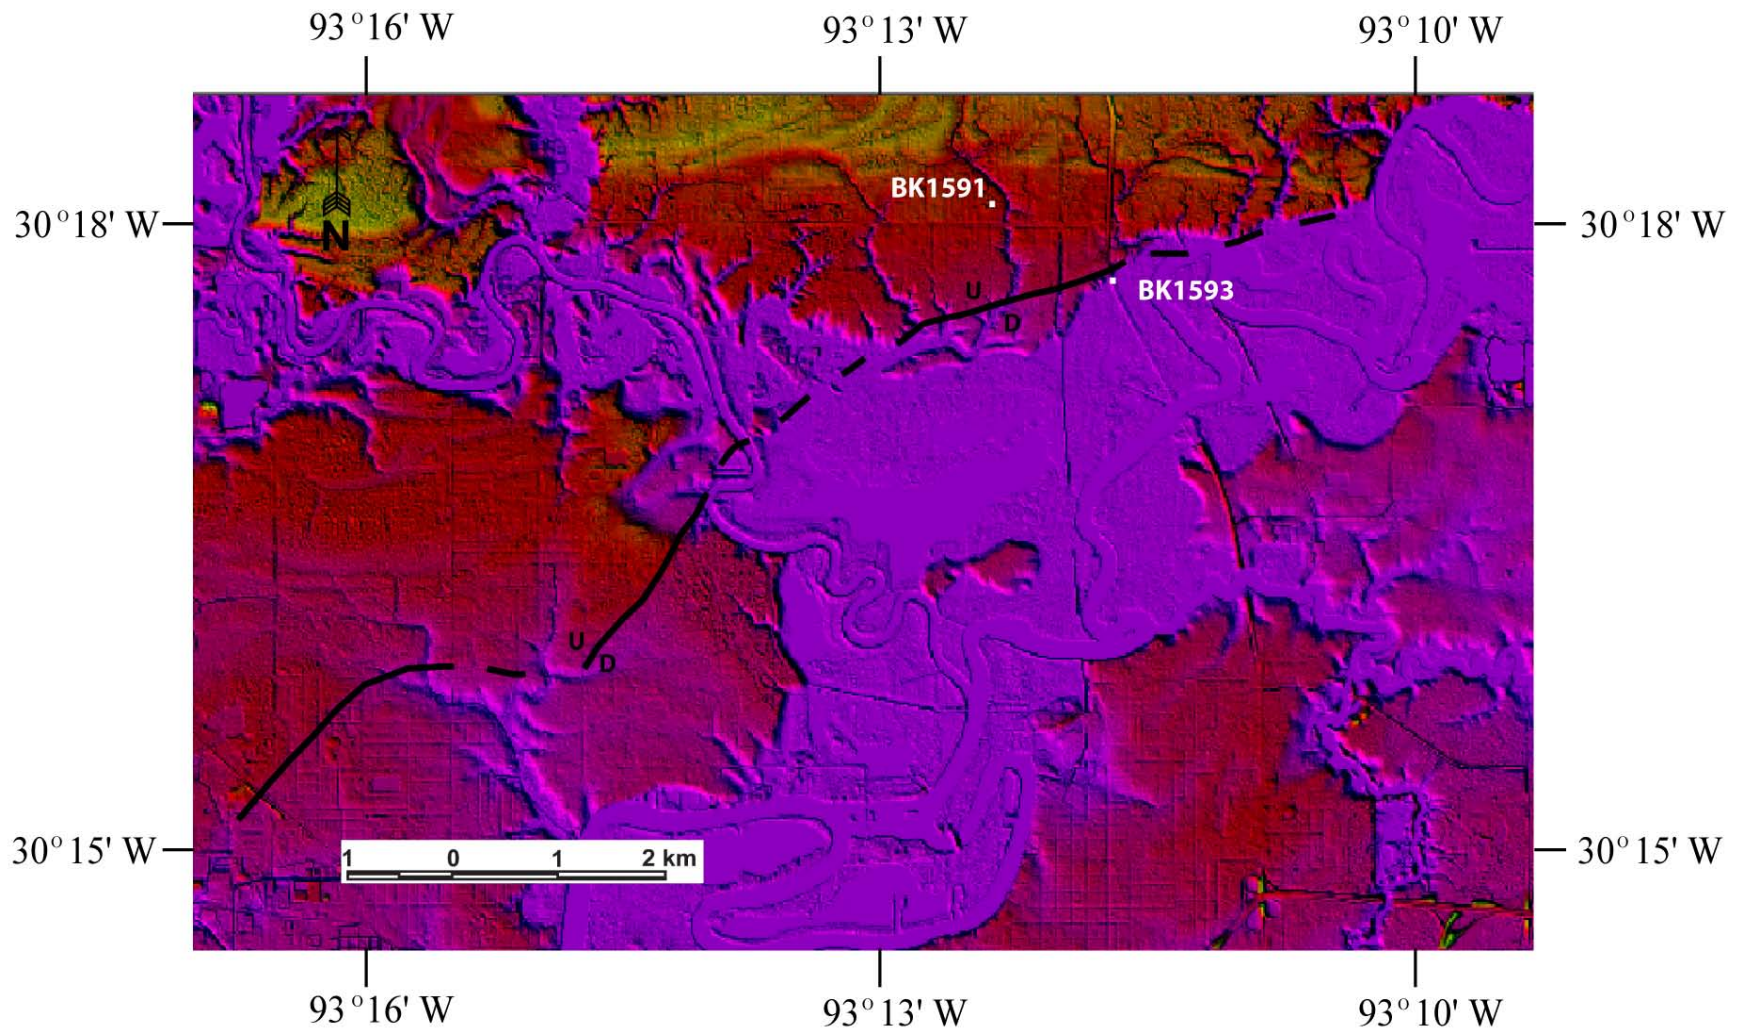 93°16' W 93°13' W 93°10' W
BK1591
30°18' W 30°18' W
N
BK1593
U
D
U
D
30°15' W 30°15' W
1 0 1 2 km
93°16' W 93°13' W 93°10' W